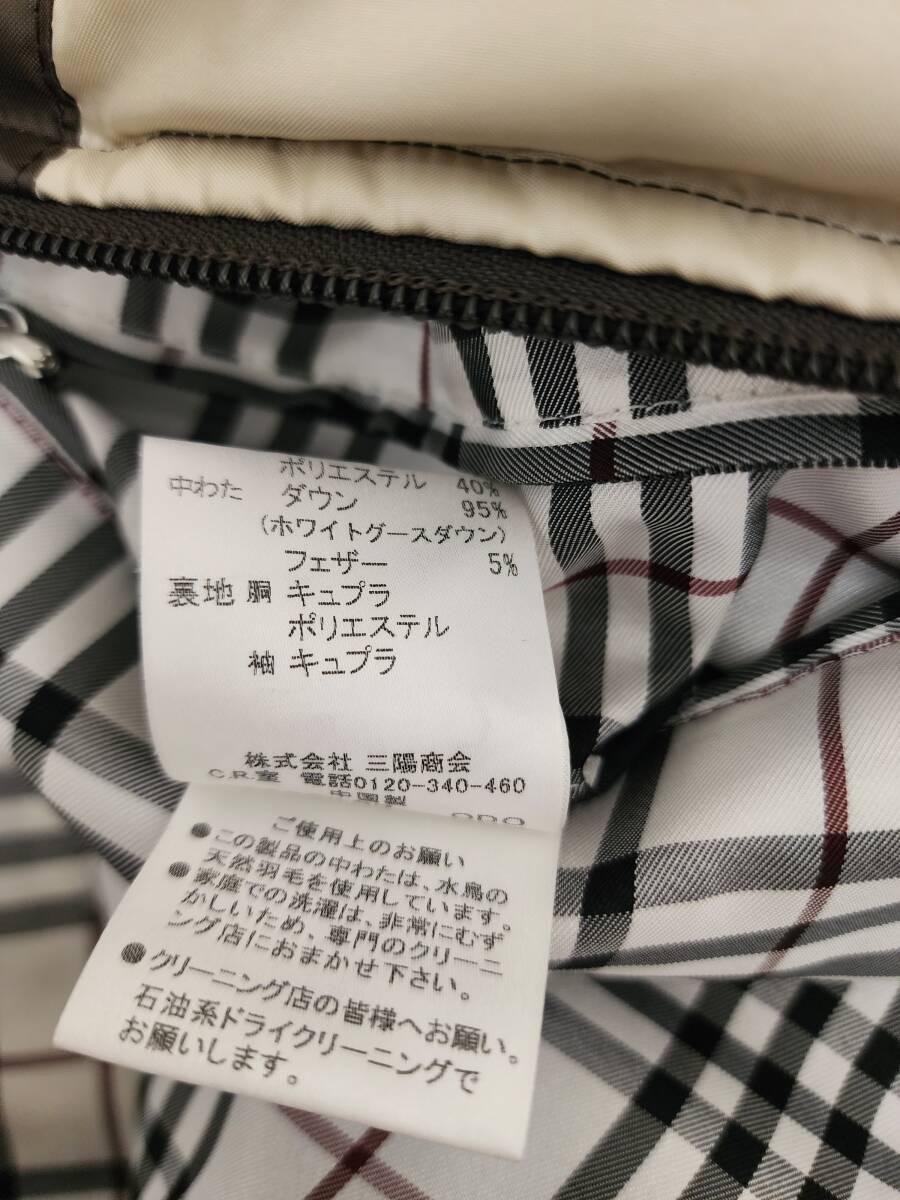 ポリエステル 40%
中わた ダウン 95%
(ホワイトグースダウン)
フェザー 5%
裏地 胴 キュプラ
ポリエステル
袖 キュプラ
株式会社 三陽商会
C.R.室 電話0120-340-460
中国製
ご使用上のお願い
●この製品の中わたは、水鳥の
天然羽毛を使用しています。
●家庭での洗濯は、非常にむず
かしいため、専門のクリーニ
ング店におまかせ下さい。
●クリーニング店の皆様へお願い。
石油系ドライクリーニングで
お願いします。